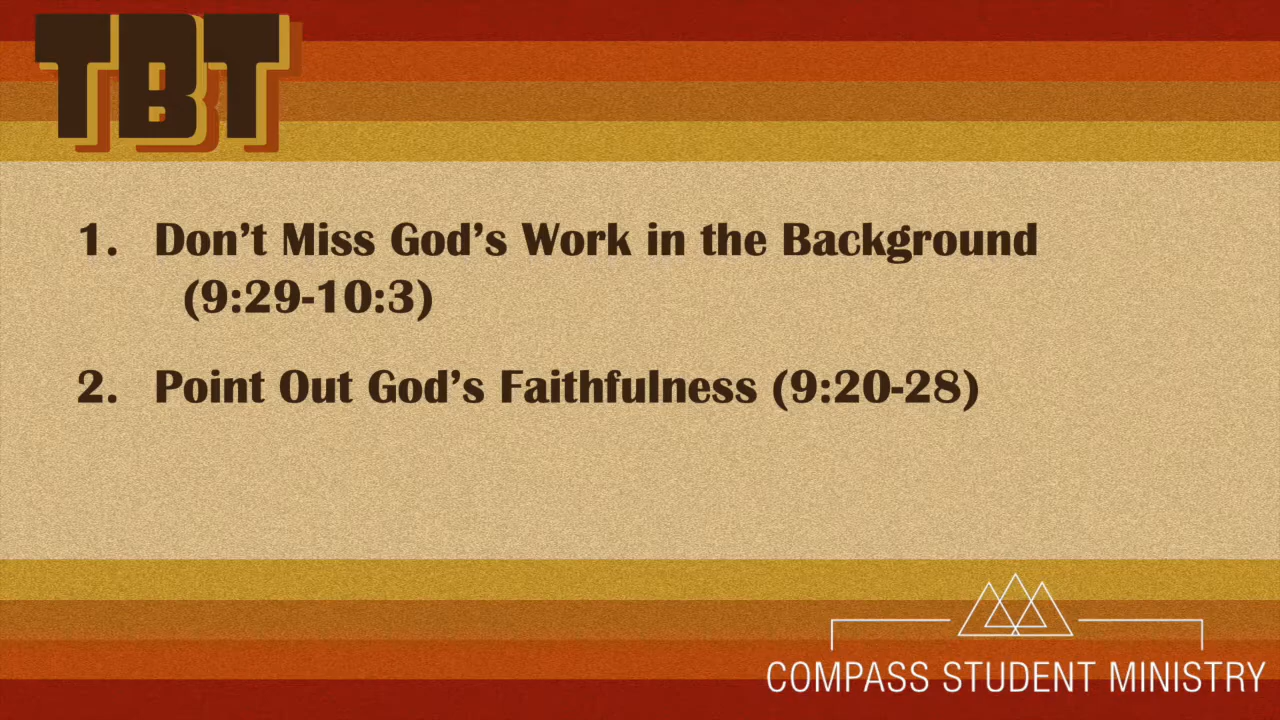 TBT
1. Don't Miss God's Work in the Background
(9:29-10:3)
2. Point Out God's Faithfulness (9:20-28)
COMPASS STUDENT MINISTRY